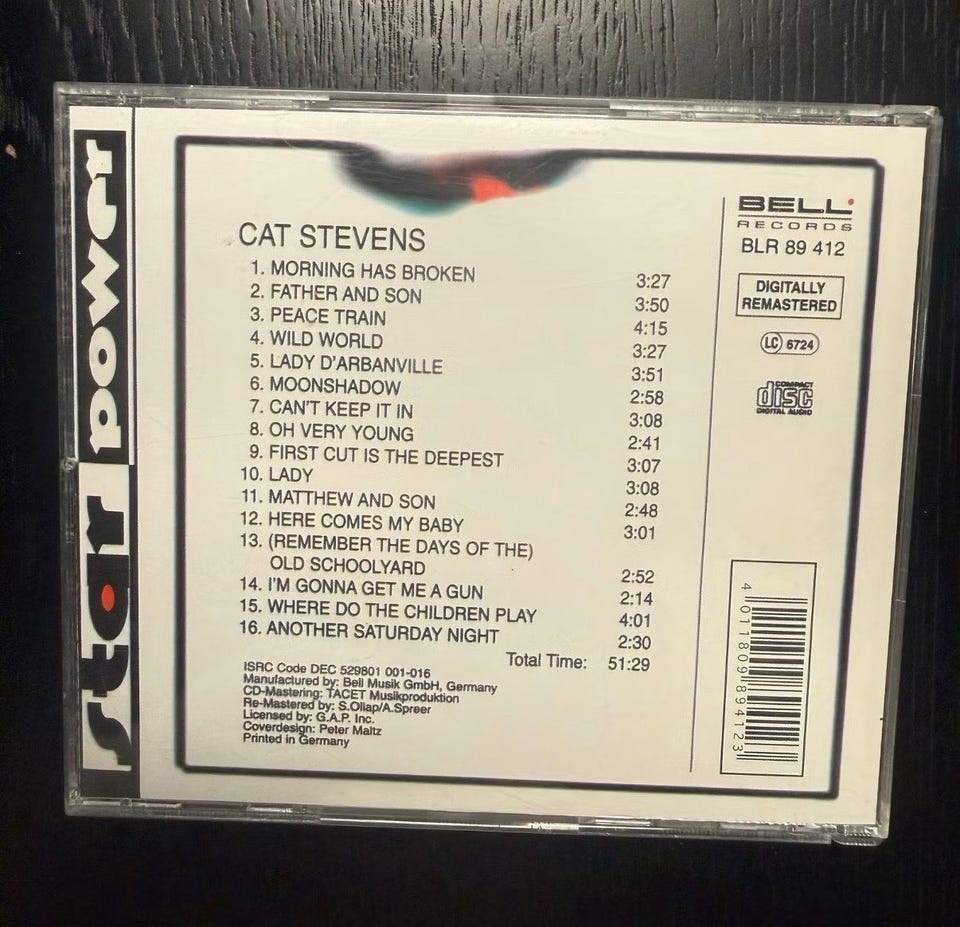 star power
CAT STEVENS
1. MORNING HAS BROKEN 3:27
2. FATHER AND SON 3:50
3. PEACE TRAIN 4:15
4. WILD WORLD 3:27
5. LADY D'ARBANVILLE 3:51
6. MOONSHADOW 2:58
7. CAN'T KEEP IT IN 3:08
8. OH VERY YOUNG 2:41
9. FIRST CUT IS THE DEEPEST 3:07
10. LADY 3:08
11. MATTHEW AND SON 2:48
12. HERE COMES MY BABY 3:01
13. (REMEMBER THE DAYS OF THE)
OLD SCHOOLYARD 2:52
14. I'M GONNA GET ME A GUN 2:14
15. WHERE DO THE CHILDREN PLAY 4:01
16. ANOTHER SATURDAY NIGHT 2:30
Total Time: 51:29
ISRC Code DEC 529801 001-016
Manufactured by: Bell Musik GmbH, Germany
CD-Mastering: TACET Musikproduktion
Re-Mastered by: S.Ollap/A.Spreer
Licensed by: G.A.P. Inc.
Coverdesign: Peter Maltz
Printed in Germany
BELL
RECORDS
BLR 89 412
DIGITALLY
REMASTERED
LC 6724
COMPACT
disc
DIGITAL AUDIO
4 011809 894123